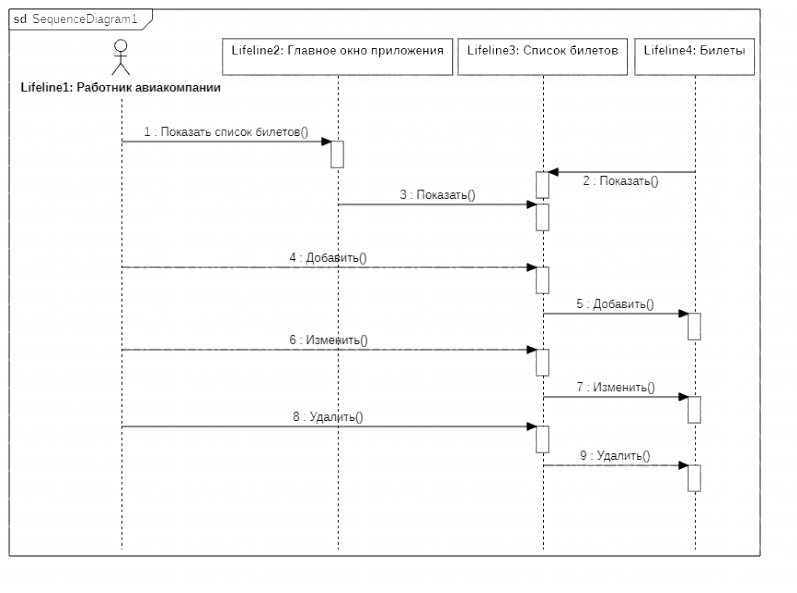 sd SequenceDiagram1
Lifeline2: Главное окно приложения
Lifeline3: Список билетов
Lifeline4: Билеты
Lifeline1: Работник авиакомпании
1 : Показать список билетов()
2 : Показать()
3 : Показать()
4 : Добавить()
5 : Добавить()
6 : Изменить()
7 : Изменить()
8 : Удалить()
9 : Удалить()